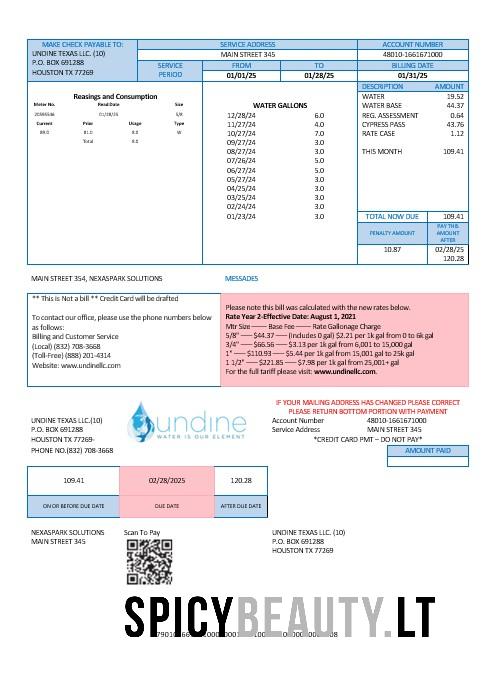 MAKE CHECK PAYABLE TO:
UNDINE TEXAS LLC. (10)
P.O. BOX 691288
HOUSTON TX 77269
SERVICE ADDRESS
MAIN STREET 345
SERVICE PERIOD
FROM TO
01/01/25 01/28/25
ACCOUNT NUMBER
48010-1661671000
BILLING DATE
01/31/25
Reasings and Consumption
Meter No. Read Date Size
20595536 01/28/25 5/8
Current Prior Usage Type
89.0 81.0 9.0 W
Total 9.0
WATER GALLONS
12/28/24 6.0
11/27/24 4.0
10/27/24 7.0
09/27/24 3.0
08/27/24 3.0
07/26/24 5.0
06/27/24 5.0
05/27/24 3.0
04/25/24 3.0
03/25/24 3.0
02/24/24 3.0
01/23/24 3.0
DESCRIPTION AMOUNT
WATER 19.52
WATER BASE 44.37
REG. ASSESSMENT 0.64
CYPRESS PASS 43.76
RATE CASE 1.12
THIS MONTH 109.41
TOTAL NOW DUE 109.41
PENALTY AMOUNT
PAY THIS AMOUNT AFTER
10.87 02/28/25
120.28
MAIN STREET 354, NEXASPARK SOLUTIONS
MESSADES
** This is Not a bill ** Credit Card will be drafted
To contact our office, please use the phone numbers below
as follows:
Billing and Customer Service
(Local) (832) 708-3668
(Toll-Free) (888) 201-4314
Website: www.undinellc.com
Please note this bill was calculated with the new rates below.
Rate Year 2-Effective Date: August 1, 2021
Mtr Size —— Base Fee —- Rate Gallonage Charge
5/8" —— $44.37 —- (includes 0 gal) $2.21 per 1k gal from 0 to 6k gal
3/4" —— $66.56 —- $3.13 per 1k gal from 6,001 to 15,000 gal
1" —— $110.93 —- $5.44 per 1k gal from 15,001 gal to 25k gal
1 1/2" —— $221.85 —- $7.98 per 1k gal from 25,001+ gal
For the full tariff please visit: www.undinellc.com.
UNDINE TEXAS LLC.(10)
P.O. BOX 691288
HOUSTON TX 77269-
PHONE NO.(832) 708-3668
undine
WATER IS OUR ELEMENT
IF YOUR MAILING ADDRESS HAS CHANGED PLEASE CORRECT
PLEASE RETURN BOTTOM PORTION WITH PAYMENT
Account Number 48010-1661671000
Service Address MAIN STREET 345
*CREDIT CARD PMT – DO NOT PAY*
AMOUNT PAID
109.41 02/28/2025 120.28
ON OR BEFORE DUE DATE DUE DATE AFTER DUE DATE
NEXASPARK SOLUTIONS
MAIN STREET 345
Scan To Pay
UNDINE TEXAS LLC. (10)
P.O. BOX 691288
HOUSTON TX 77269
SPICYBEAUTY.LT